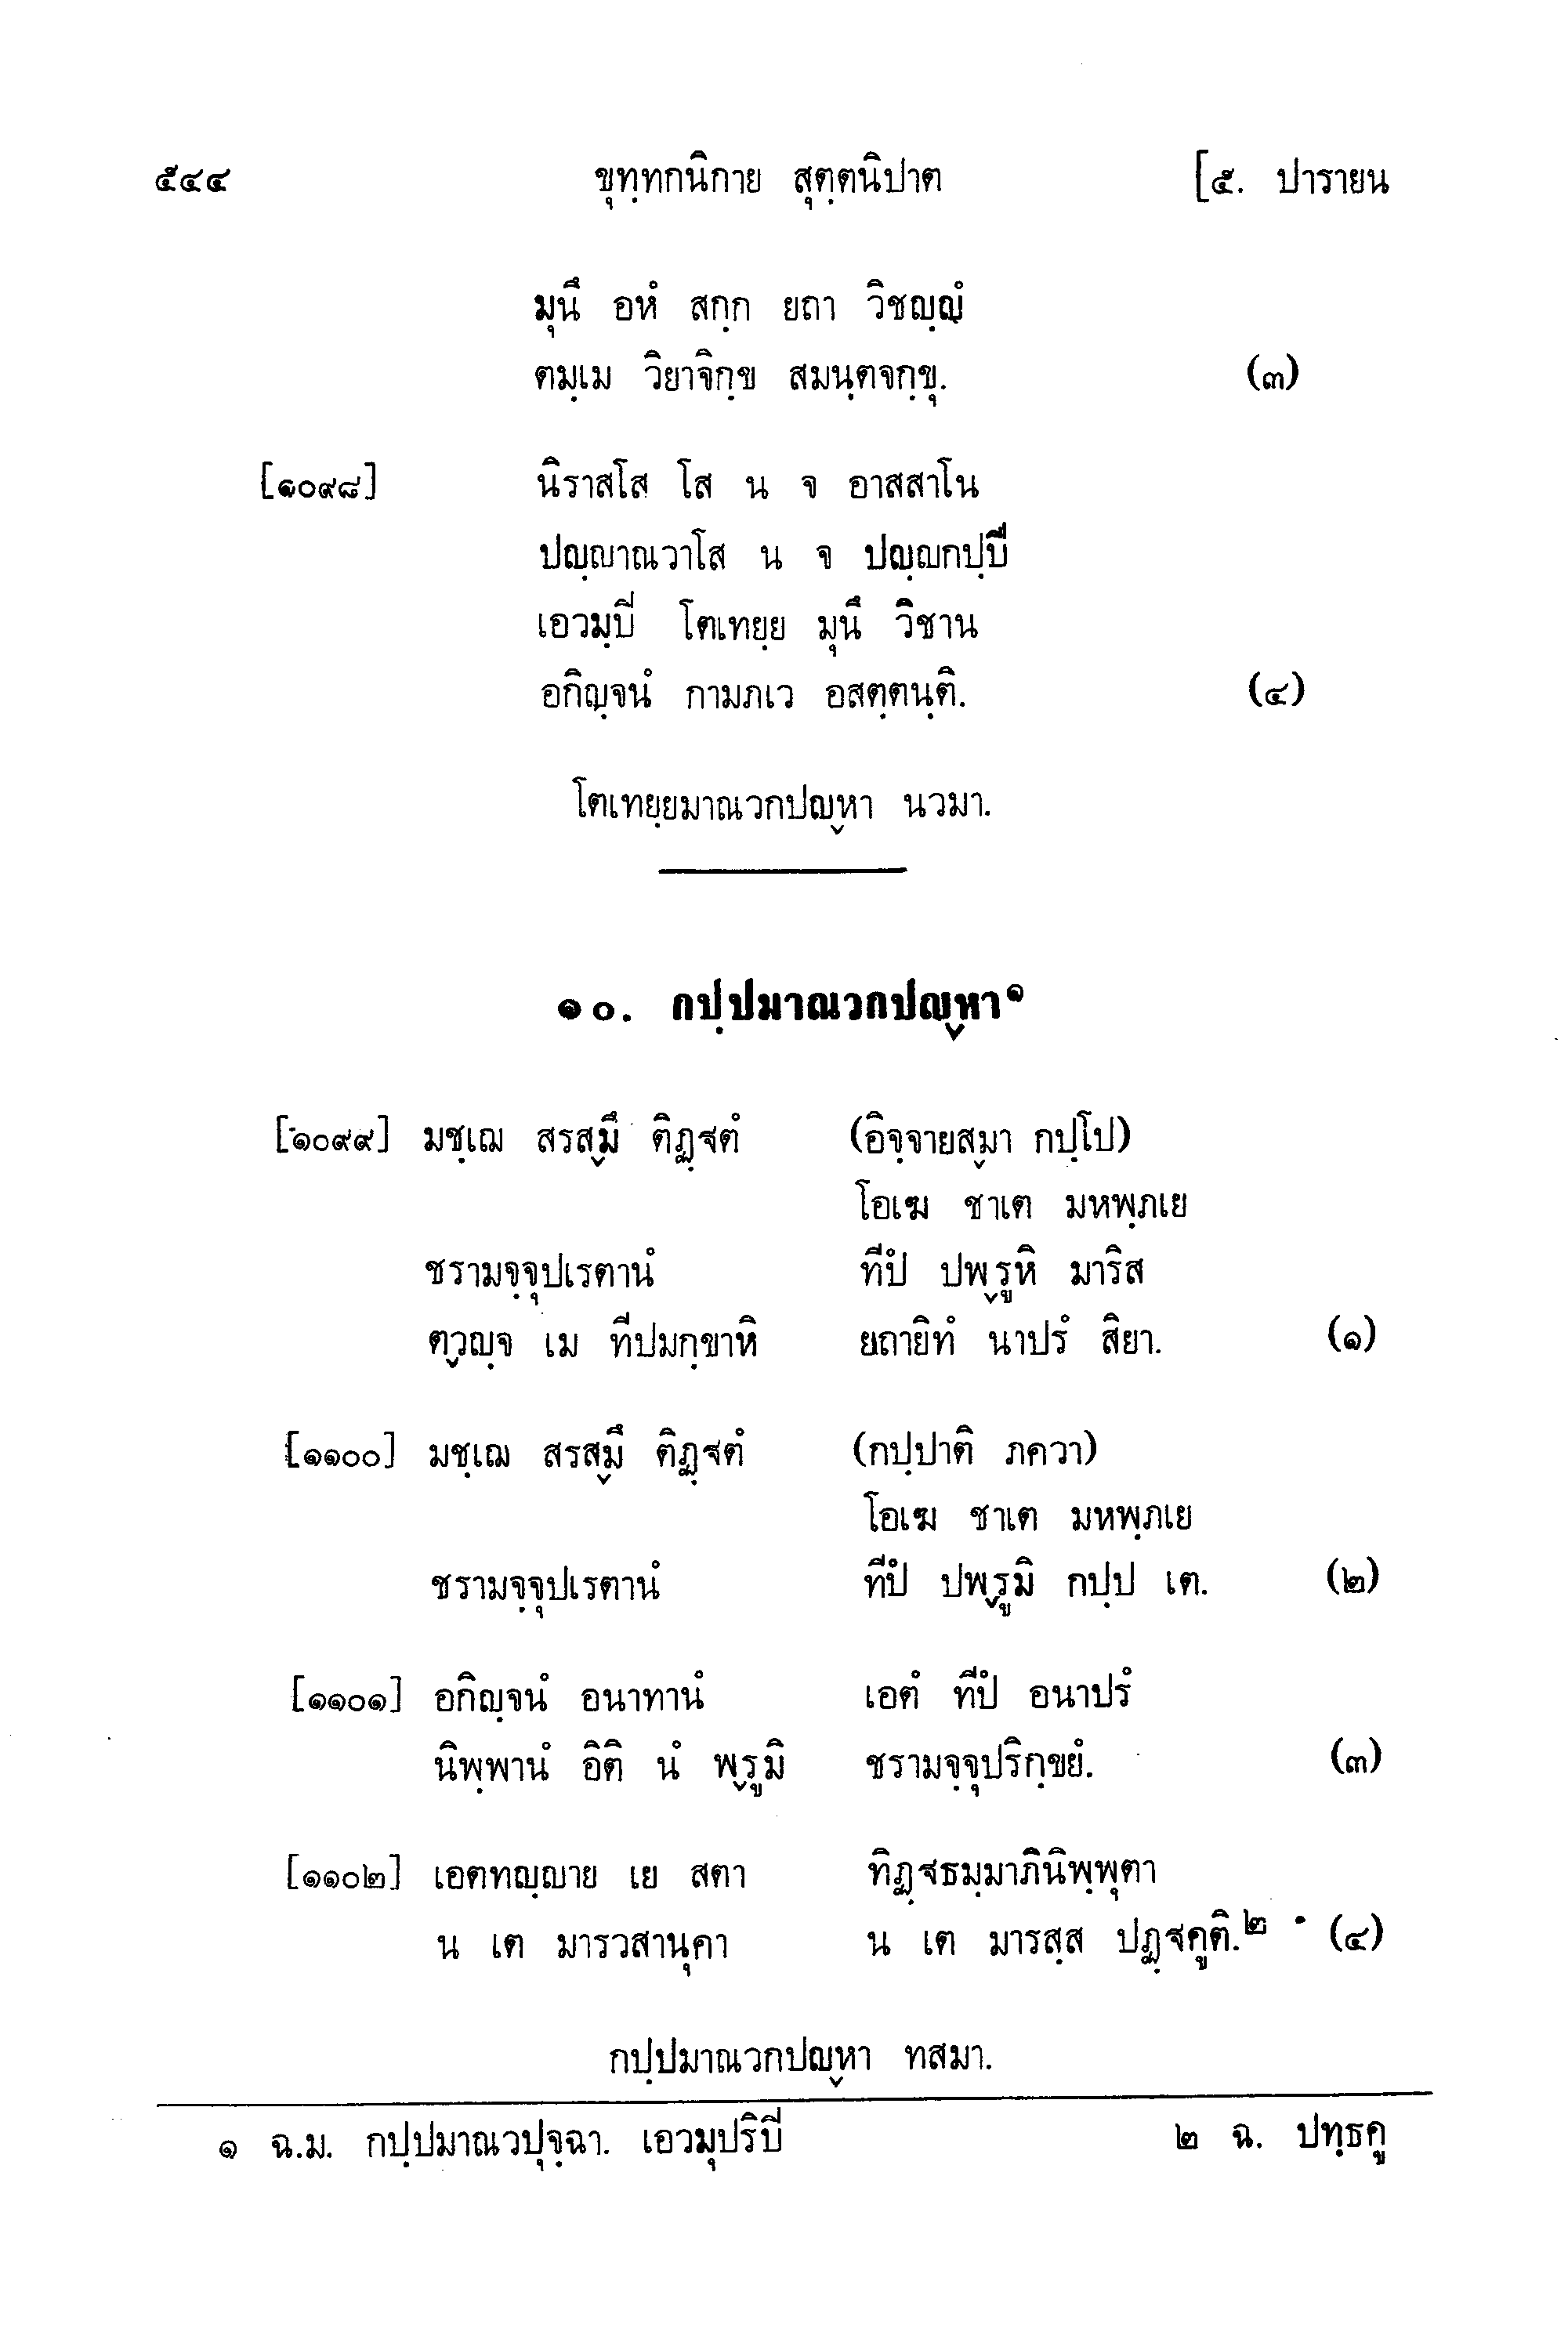 ๕๔๔ ขุทฺทกนิกาย สุตฺตนิปาต [๕. ปารายน
มุนึ อหํ สกฺก ยถา วิชญฺญํ
ตมฺเม วิยาจิกฺข สมนฺตจกฺขุ. (๓)
[๑๐๙๘] นิราสโส โส น จ อาสสาโน
ปญฺญาณวาโส น จ ปญฺญกปฺปี
เอวมฺปี โตเทยฺย มุนึ วิชาน
อกิญฺจนํ กามภเว อสตฺตนฺติ. (๔)
โตเทยฺยมาณวกปญฺหา นวมา.
๑๐. กปฺปมาณวกปญฺหา๑
[๑๐๙๙] มชฺเฌ สรสฺมึ ติฏฺฐตํ (อิจฺจายสฺมา กปฺโป)
โอเฆ ชาเต มหพฺภเย
ชรามจฺจุปเรตานํ ทีปํ ปพฺรูหิ มาริส
ตฺวญฺจ เม ทีปมกฺขาหิ ยถายิทํ นาปรํ สิยา. (๑)
[๑๑๐๐] มชฺเฌ สรสฺมึ ติฏฺฐตํ (กปฺปาติ ภควา)
โอเฆ ชาเต มหพฺภเย
ชรามจฺจุปเรตานํ ทีปํ ปพฺรูมิ กปฺป เต. (๒)
[๑๑๐๑] อกิญฺจนํ อนาทานํ เอตํ ทีปํ อนาปรํ
นิพฺพานํ อิติ นํ พฺรูมิ ชรามจฺจุปริกฺขยํ. (๓)
[๑๑๐๒] เอตทญฺญาย เย สตา ทิฏฺฐธมฺมาภินิพฺพุตา
น เต มารวสานุคา น เต มารสฺส ปฏฺฐคูติ.๒ (๔)
กปฺปมาณวกปญฺหา ทสมา.
๑ ฉ.ม. กปฺปมาณวปุจฺฉา. เอวมุปริปี ๒ ฉ. ปทฺธคู